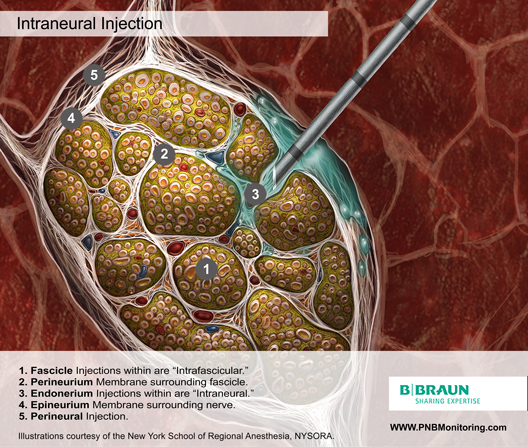 Intraneural Injection
5
4
2
3
1
1. Fascicle Injections within are “Intrafascicular.”
2. Perineurium Membrane surrounding fascicle.
3. Endonerium Injections within are “Intraneural.”
4. Epineurium Membrane surrounding nerve.
5. Perineural Injection.
Illustrations courtesy of the New York School of Regional Anesthesia, NYSORA.
B|BRAUN
SHARING EXPERTISE
WWW.PNBMonitoring.com